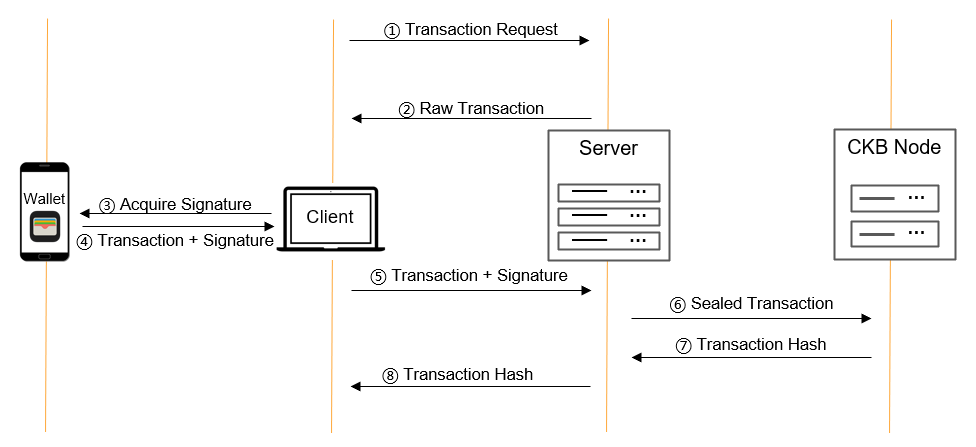 ① Transaction Request
② Raw Transaction
Server
CKB Node
Wallet
③ Acquire Signature
Client
④ Transaction + Signature
⑤ Transaction + Signature
⑥ Sealed Transaction
⑦ Transaction Hash
⑧ Transaction Hash